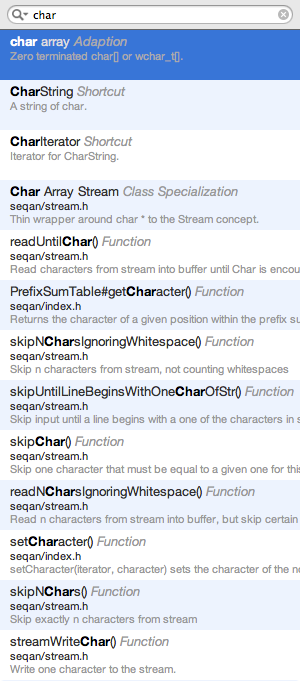 char
char array Adaption
Zero terminated char[] or wchar_t[].
CharString Shortcut
A string of char.
CharIterator Shortcut
Iterator for CharString.
Char Array Stream Class Specialization
seqan/stream.h
Thin wrapper around char * to the Stream concept.
readUntilChar() Function
seqan/stream.h
Read characters from stream into buffer until Char is encou
PrefixSumTable#getCharacter() Function
seqan/index.h
Returns the character of a given position within the prefix su
skipNCharsIgnoringWhitespace() Function
seqan/stream.h
Skip n characters from stream, not counting whitespaces
skipUntilLineBeginsWithOneCharOfStr() Function
seqan/stream.h
Skip input until a line begins with a one of the characters in s
skipChar() Function
seqan/stream.h
Skip one character that must be equal to a given one for this
readNCharsIgnoringWhitespace() Function
seqan/stream.h
Read n characters from stream into buffer, but skip certain
setCharacter() Function
seqan/index.h
setCharacter(iterator, character) sets the character of the no
skipNChars() Function
seqan/stream.h
Skip exactly n characters from stream
streamWriteChar() Function
seqan/stream.h
Write one character to the stream.